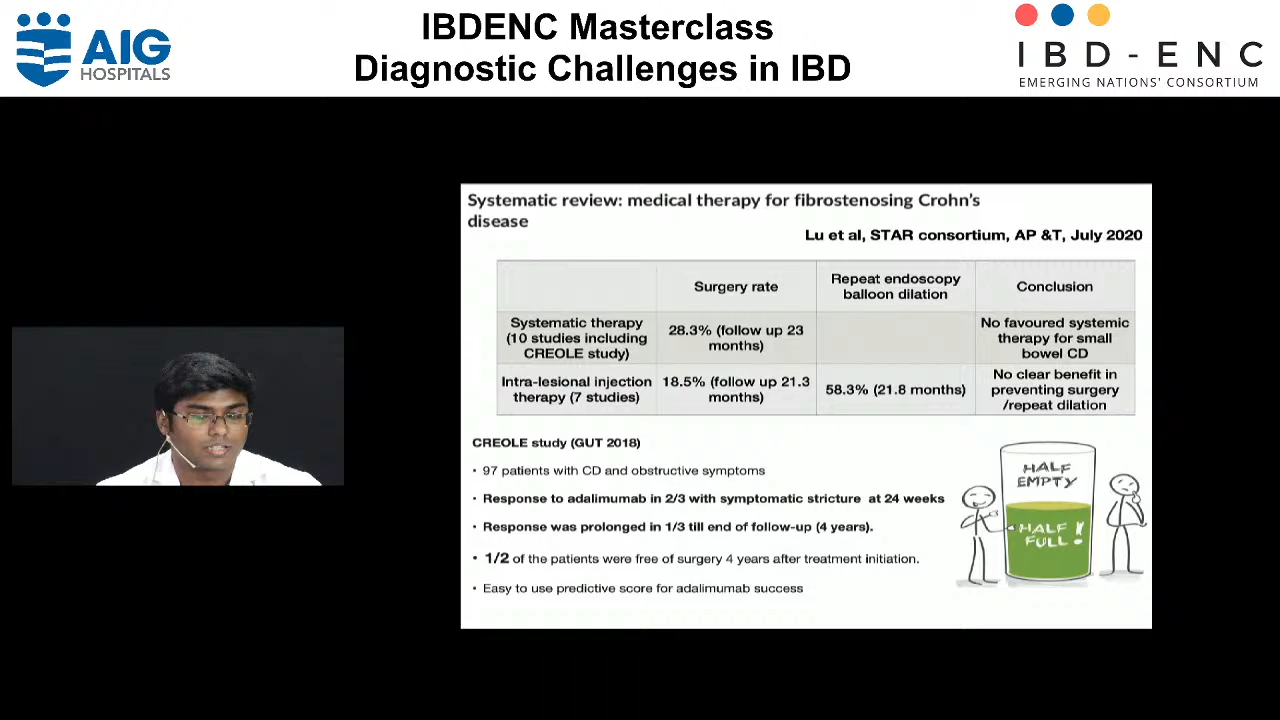 AIG
HOSPITALS
IBDENC Masterclass
Diagnostic Challenges in IBD
IBD-ENC
EMERGING NATIONS' CONSORTIUM
Systematic review: medical therapy for fibrostenosing Crohn's
disease
Lu et al, STAR consortium, AP &T, July 2020
Surgery rate
Repeat endoscopy
balloon dilation
Conclusion
Systematic therapy
(10 studies including
CREOLE study)
28.3% (follow up 23
months)
No favoured systemic
therapy for small
bowel CD
Intra-lesional injection
therapy (7 studies)
18.5% (follow up 21.3
months)
58.3% (21.8 months)
No clear benefit in
preventing surgery
/repeat dilation
CREOLE study (GUT 2018)
• 97 patients with CD and obstructive symptoms
• Response to adalimumab in 2/3 with symptomatic stricture at 24 weeks
• Response was prolonged in 1/3 till end of follow-up (4 years).
• 1/2 of the patients were free of surgery 4 years after treatment initiation.
• Easy to use predictive score for adalimumab success
HALF
EMPTY
HALF
FULL!